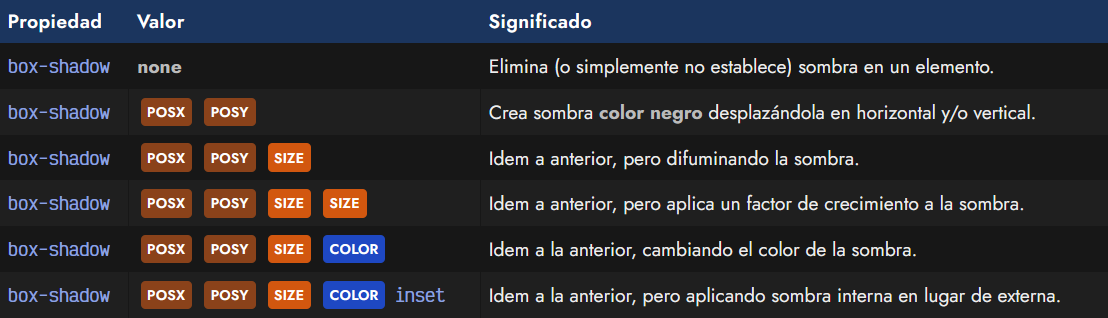 Propiedad Valor Significado
box-shadow none Elimina (o simplemente no establece) sombra en un elemento.
box-shadow POSX POSY Crea sombra color negro desplazándola en horizontal y/o vertical.
box-shadow POSX POSY SIZE Idem a anterior, pero difuminando la sombra.
box-shadow POSX POSY SIZE SIZE Idem a anterior, pero aplica un factor de crecimiento a la sombra.
box-shadow POSX POSY SIZE COLOR Idem a la anterior, cambiando el color de la sombra.
box-shadow POSX POSY SIZE COLOR inset Idem a la anterior, pero aplicando sombra interna en lugar de externa.